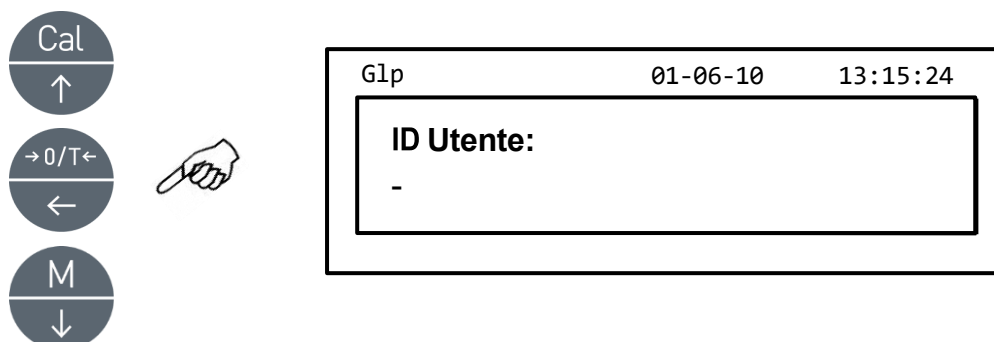 Cal
↑
→0/T←
←
M
↓
Glp 01-06-10 13:15:24
ID Utente:
-